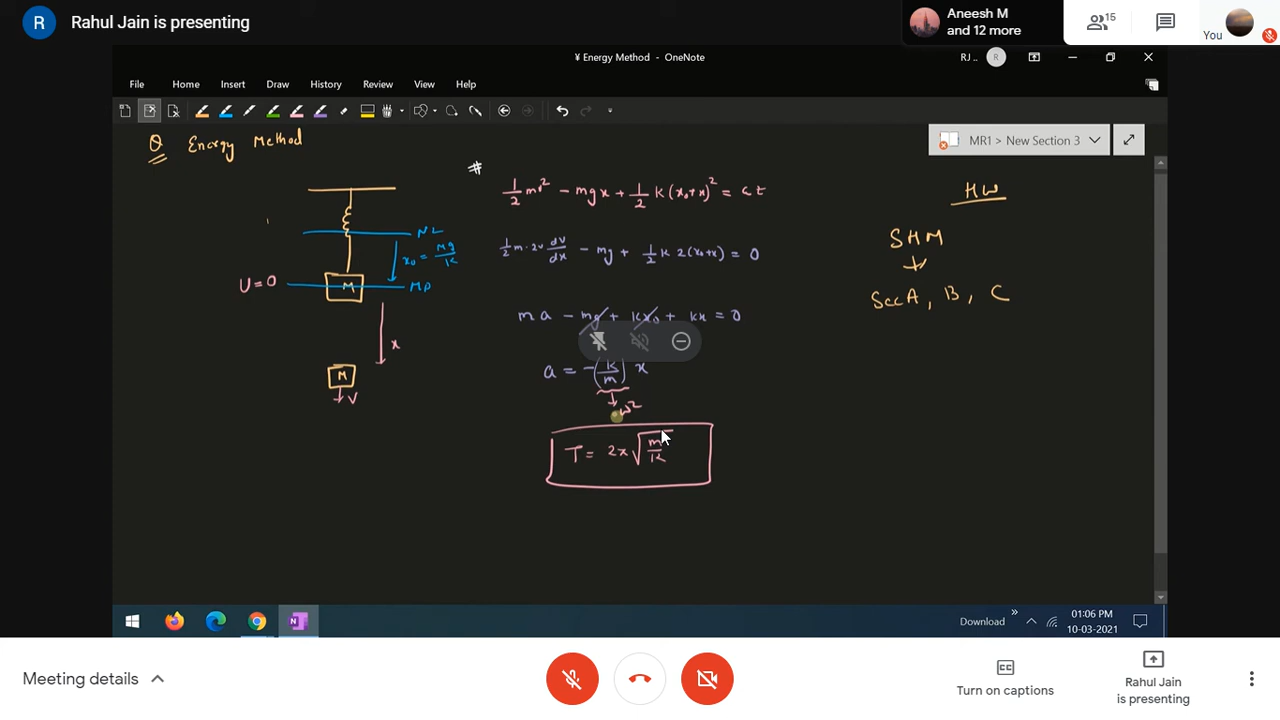 R Rahul Jain is presenting
Aneesh M
and 12 more
15
You
¥ Energy Method - OneNote
RJ ..
R
File Home Insert Draw History Review View Help
MR1 > New Section 3
Q Energy Method
NL
x₀ = Mg/K
U=0
M
MP
x
M
V
#
1/2 mv² - mgx + 1/2 K(x₀+x)² = ct
1/2 m·2v dv/dx - mg + 1/2 K 2(x₀+x) = 0
ma - mg + Kx₀ + Kx = 0
a = -(K/m) x
ω²
T = 2π√(m/K)
HW
SHM
Sec A, B, C
Download
01:06 PM
10-03-2021
Meeting details
Turn on captions
Rahul Jain
is presenting